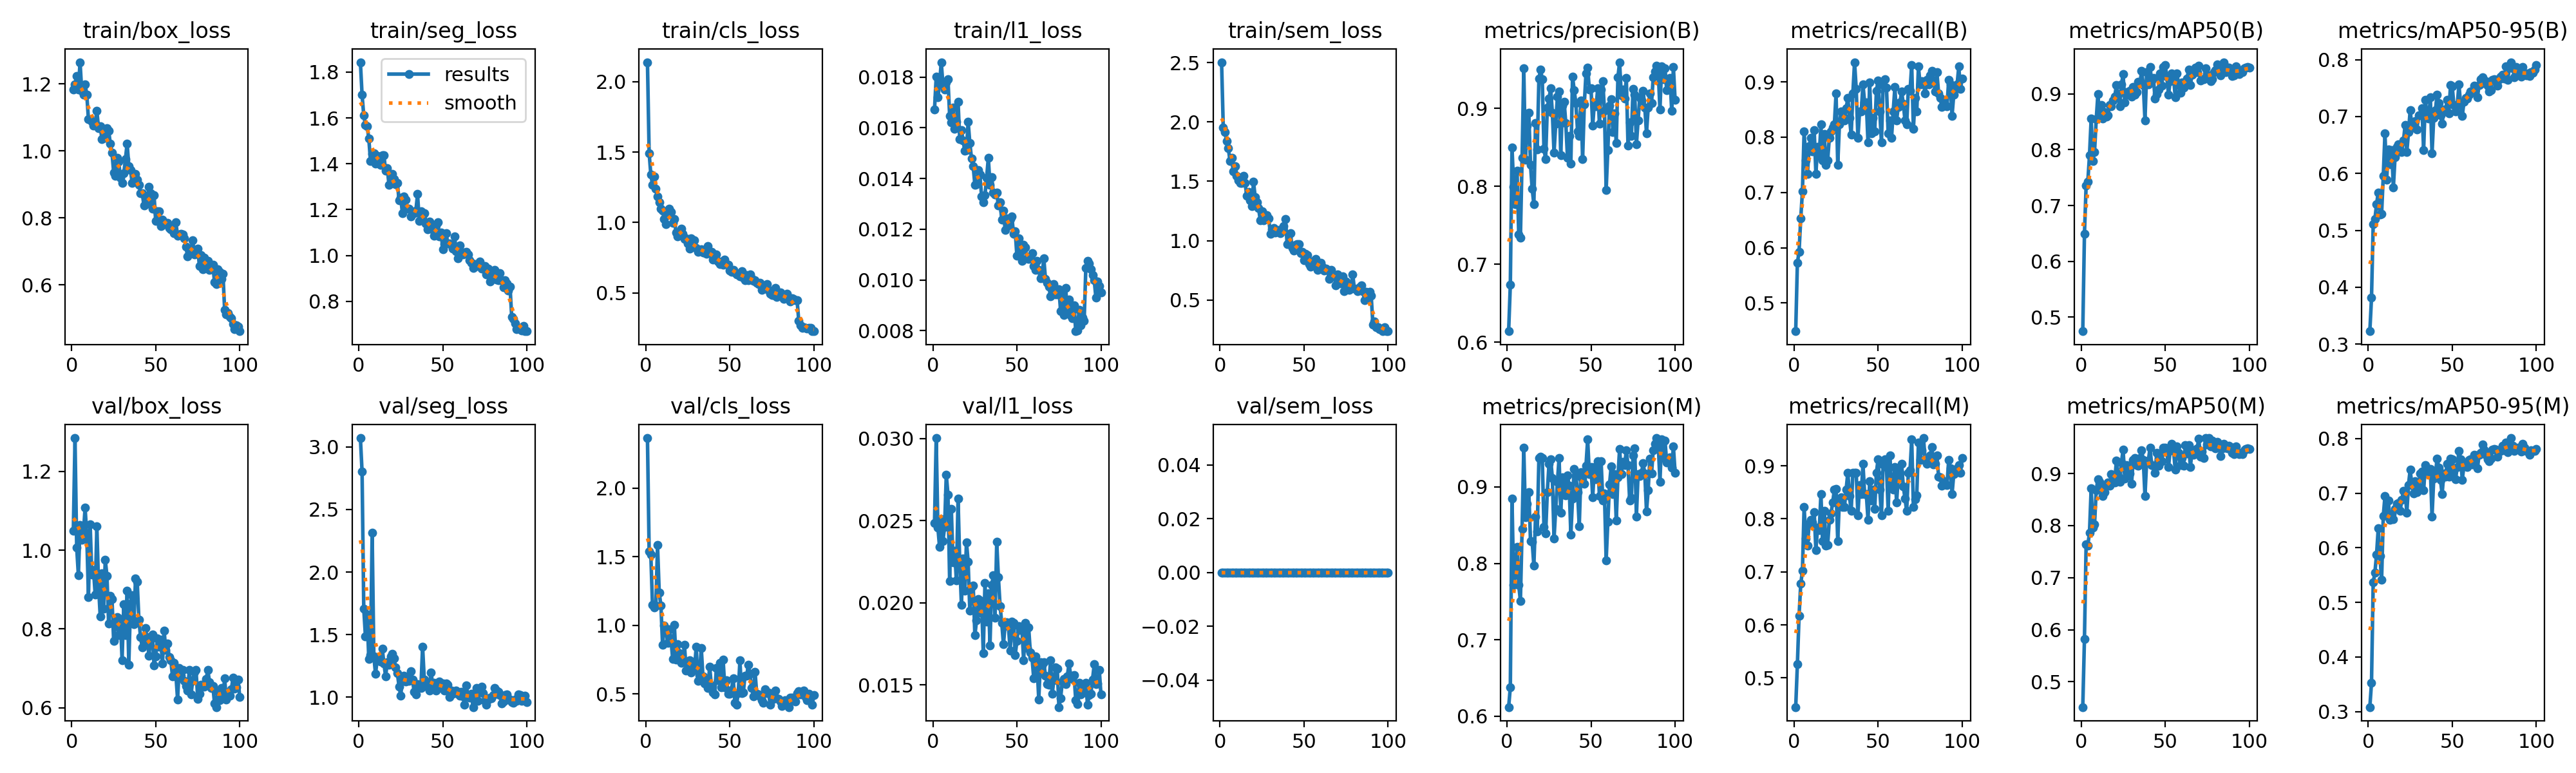 train/box_loss
train/seg_loss
train/cls_loss
train/l1_loss
train/sem_loss
metrics/precision(B)
metrics/recall(B)
metrics/mAP50(B)
metrics/mAP50-95(B)
results
smooth
1.2
1.0
0.8
0.6
0 50 100
1.8
1.6
1.4
1.2
1.0
0.8
0 50 100
2.0
1.5
1.0
0.5
0 50 100
0.018
0.016
0.014
0.012
0.010
0.008
0 50 100
2.5
2.0
1.5
1.0
0.5
0 50 100
0.9
0.8
0.7
0.6
0 50 100
0.9
0.8
0.7
0.6
0.5
0 50 100
0.9
0.8
0.7
0.6
0.5
0 50 100
0.8
0.7
0.6
0.5
0.4
0.3
0 50 100
val/box_loss
val/seg_loss
val/cls_loss
val/l1_loss
val/sem_loss
metrics/precision(M)
metrics/recall(M)
metrics/mAP50(M)
metrics/mAP50-95(M)
1.2
1.0
0.8
0.6
0 50 100
3.0
2.5
2.0
1.5
1.0
0 50 100
2.0
1.5
1.0
0.5
0 50 100
0.030
0.025
0.020
0.015
0 50 100
0.04
0.02
0.00
−0.02
−0.04
0 50 100
0.9
0.8
0.7
0.6
0 50 100
0.9
0.8
0.7
0.6
0.5
0 50 100
0.9
0.8
0.7
0.6
0.5
0 50 100
0.8
0.7
0.6
0.5
0.4
0.3
0 50 100